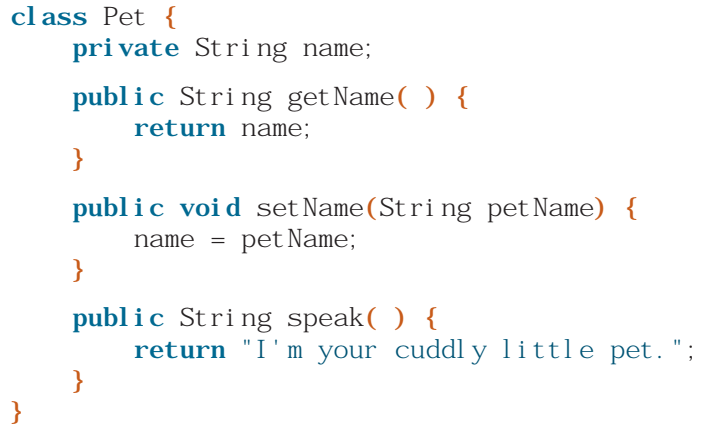 class Pet {
    private String name;
    public String getName( ) {
        return name;
    }
    public void setName(String petName) {
        name = petName;
    }
    public String speak( ) {
        return "I'm your cuddly little pet.";
    }
}